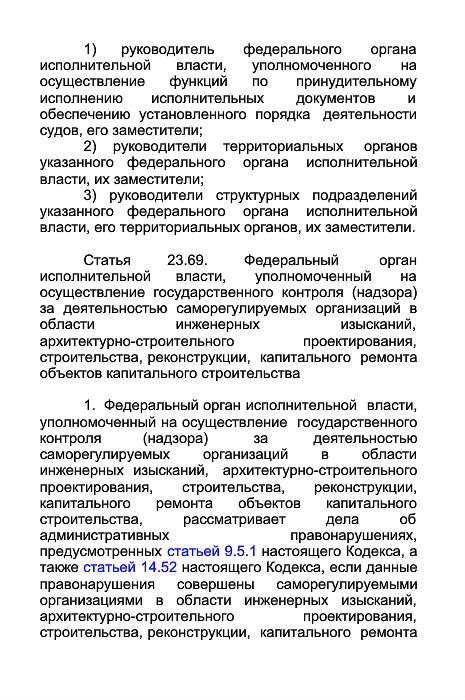 1) руководитель федерального органа
исполнительной власти, уполномоченного на
осуществление функций по принудительному
исполнению исполнительных документов и
обеспечению установленного порядка деятельности
судов, его заместители;
2) руководители территориальных органов
указанного федерального органа исполнительной
власти, их заместители;
3) руководители структурных подразделений
указанного федерального органа исполнительной
власти, его территориальных органов, их заместители.
Статья 23.69. Федеральный орган
исполнительной власти, уполномоченный на
осуществление государственного контроля (надзора)
за деятельностью саморегулируемых организаций в
области инженерных изысканий,
архитектурно-строительного проектирования,
строительства, реконструкции, капитального ремонта
объектов капитального строительства
1. Федеральный орган исполнительной власти,
уполномоченный на осуществление государственного
контроля (надзора) за деятельностью
саморегулируемых организаций в области
инженерных изысканий, архитектурно-строительного
проектирования, строительства, реконструкции,
капитального ремонта объектов капитального
строительства, рассматривает дела об
административных правонарушениях,
предусмотренных статьей 9.5.1 настоящего Кодекса, а
также статьей 14.52 настоящего Кодекса, если данные
правонарушения совершены саморегулируемыми
организациями в области инженерных изысканий,
архитектурно-строительного проектирования,
строительства, реконструкции, капитального ремонта